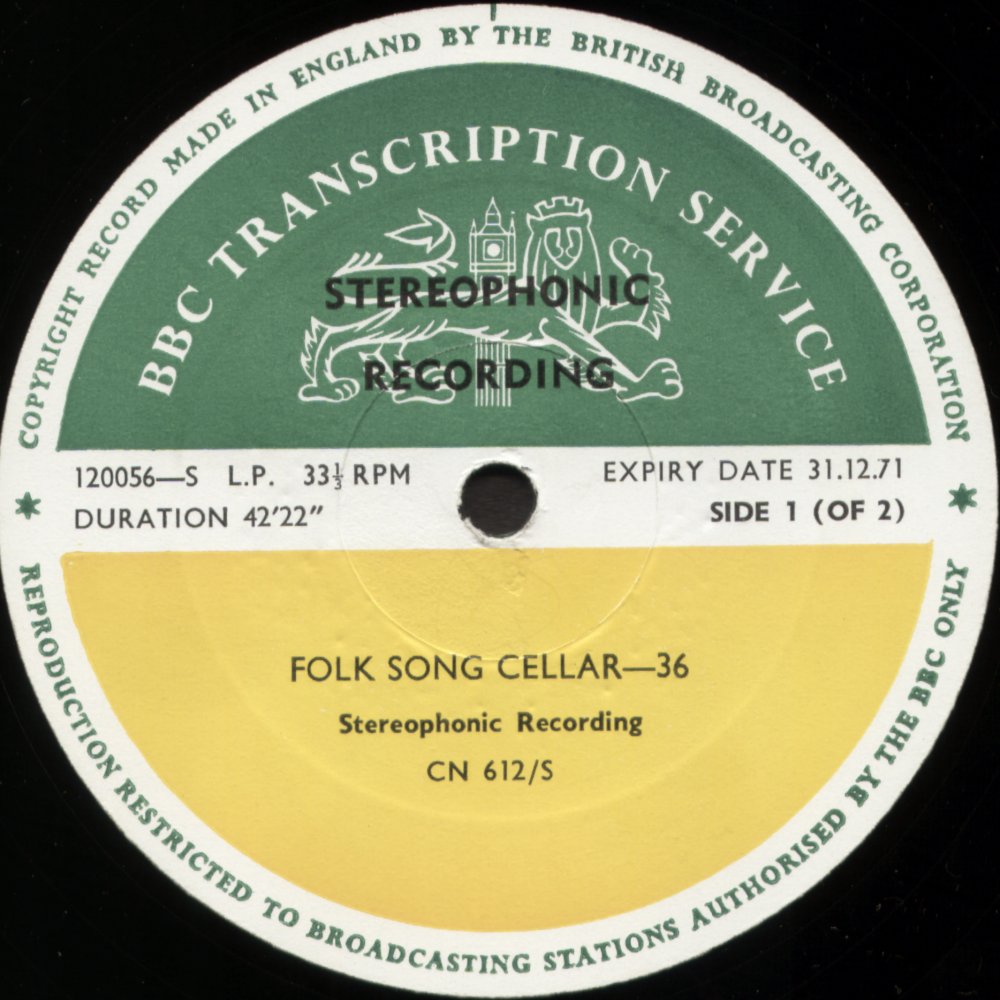 COPYRIGHT RECORD MADE IN ENGLAND BY THE BRITISH BROADCASTING CORPORATION
BBC TRANSCRIPTION SERVICE
STEREOPHONIC
RECORDING
120056—S L.P. 33⅓ RPM
EXPIRY DATE 31.12.71
DURATION 42'22"
SIDE 1 (OF 2)
FOLK SONG CELLAR—36
Stereophonic Recording
CN 612/S
REPRODUCTION RESTRICTED TO BROADCASTING STATIONS AUTHORISED BY THE BBC ONLY